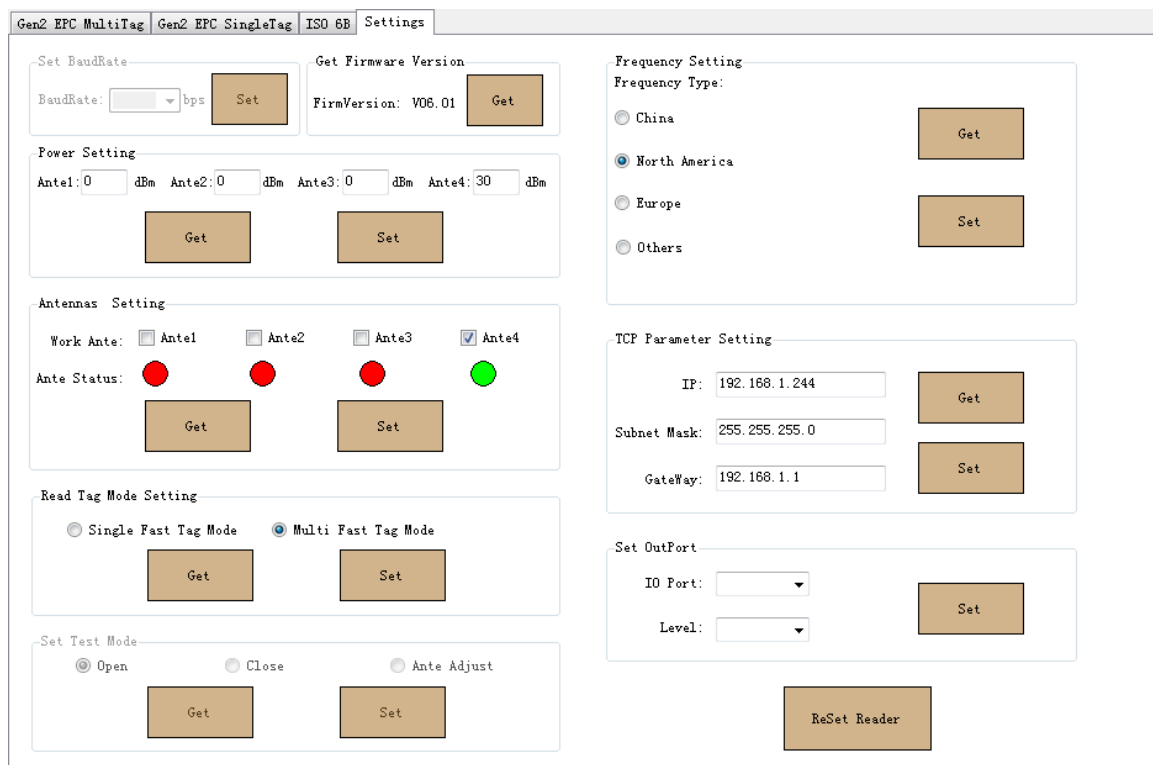 Gen2 EPC MultiTag Gen2 EPC SingleTag ISO 6B Settings
Set BaudRate
BaudRate: bps Set
Get Firmware Version
FirmVersion: V06.01 Get
Power Setting
Ante1: 0 dBm Ante2: 0 dBm Ante3: 0 dBm Ante4: 30 dBm
Get Set
Antennas Setting
Work Ante: Ante1 Ante2 Ante3 Ante4
Ante Status:
Get Set
Read Tag Mode Setting
Single Fast Tag Mode Multi Fast Tag Mode
Get Set
Set Test Mode
Open Close Ante Adjust
Get Set
Frequency Setting
Frequency Type:
China
Get
North America
Europe
Set
Others
TCP Parameter Setting
IP: 192.168.1.244
Get
Subnet Mask: 255.255.255.0
Set
GateWay: 192.168.1.1
Set OutPort
IO Port:
Set
Level:
ReSet Reader